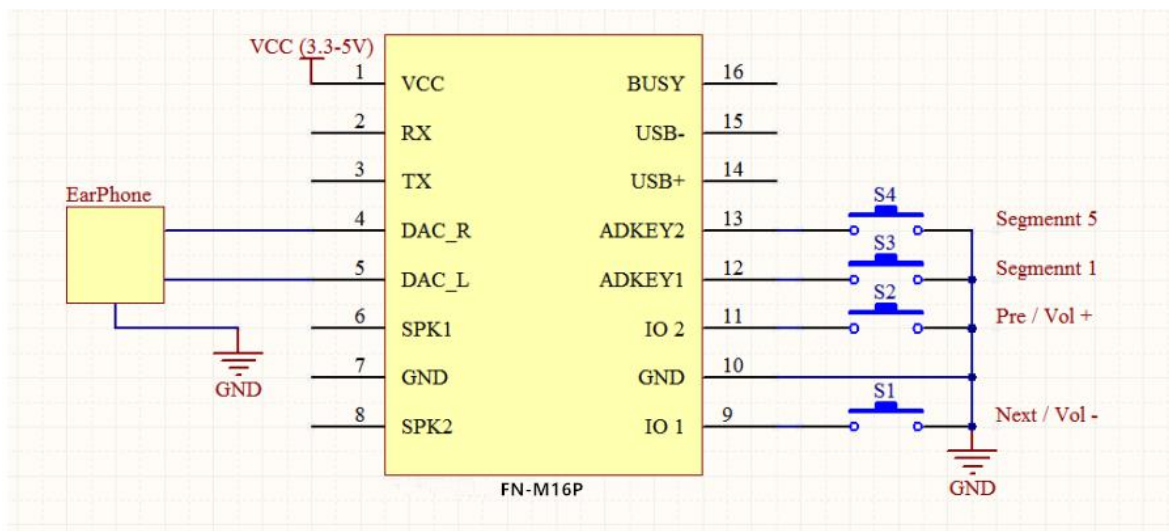 VCC (3.3-5V)
1 VCC BUSY 16
2 RX USB- 15
3 TX USB+ 14
EarPhone S4
4 DAC_R ADKEY2 13 Segmennt 5
S3
5 DAC_L ADKEY1 12 Segmennt 1
S2
6 SPK1 IO 2 11 Pre / Vol +
7 GND GND 10
GND S1
8 SPK2 IO 1 9 Next / Vol -
GND
FN-M16P